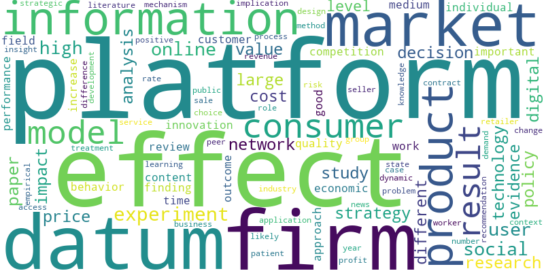 strategic literature mechanism implication level medium individual
information market
insight positive process design method
field high online customer value competition decision important
performance increase difference development analysis revenue
platform
rate public large risk good seller knowledge contract digital
sale cost
choice role
model innovation consumer product result technology evidence policy
service retailer change
treatment peer network quality group work demand
effect
paper impact review outcome study state
learning case
behavior content finding economic dynamic different recommendation
empirical problem
access price time industry strategy news worker user context
experiment application approach
business likely year number social
datum firm
patient profit research